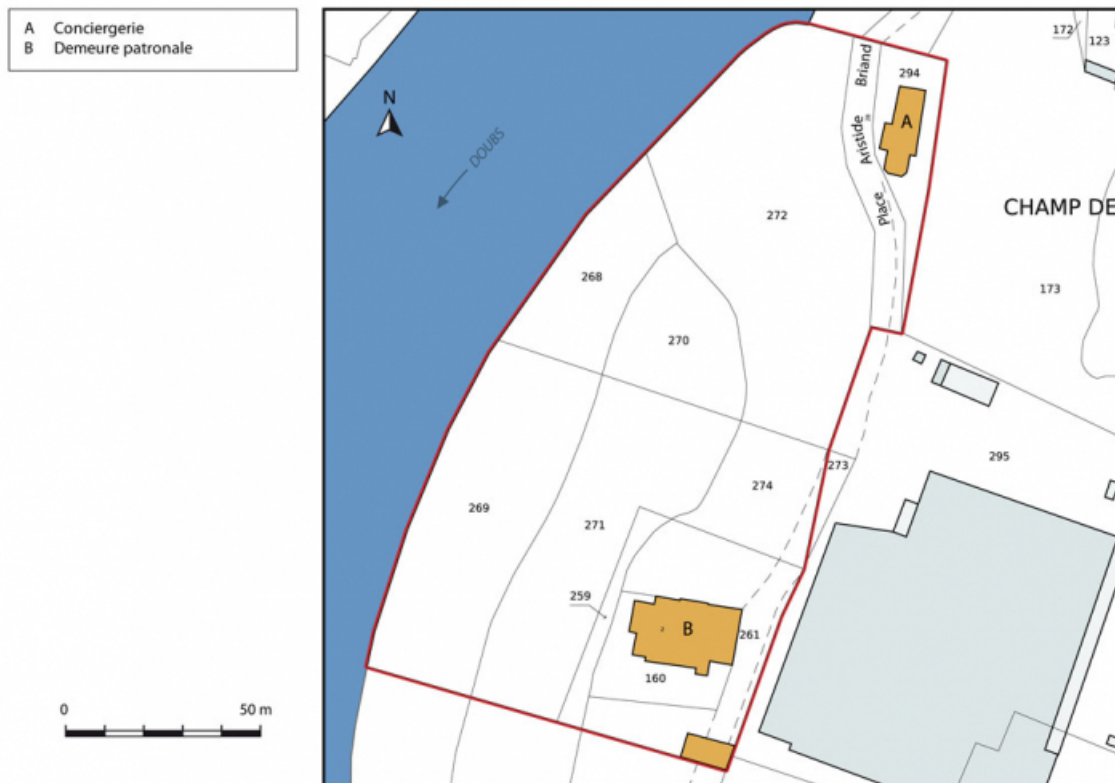 A Conciergerie
B Demeure patronale
N
DOUBS
Place Aristide Briand
172
123
294
A
CHAMP DE
272
268
173
270
273
295
274
269
271
259
B
261
160
0 50 m